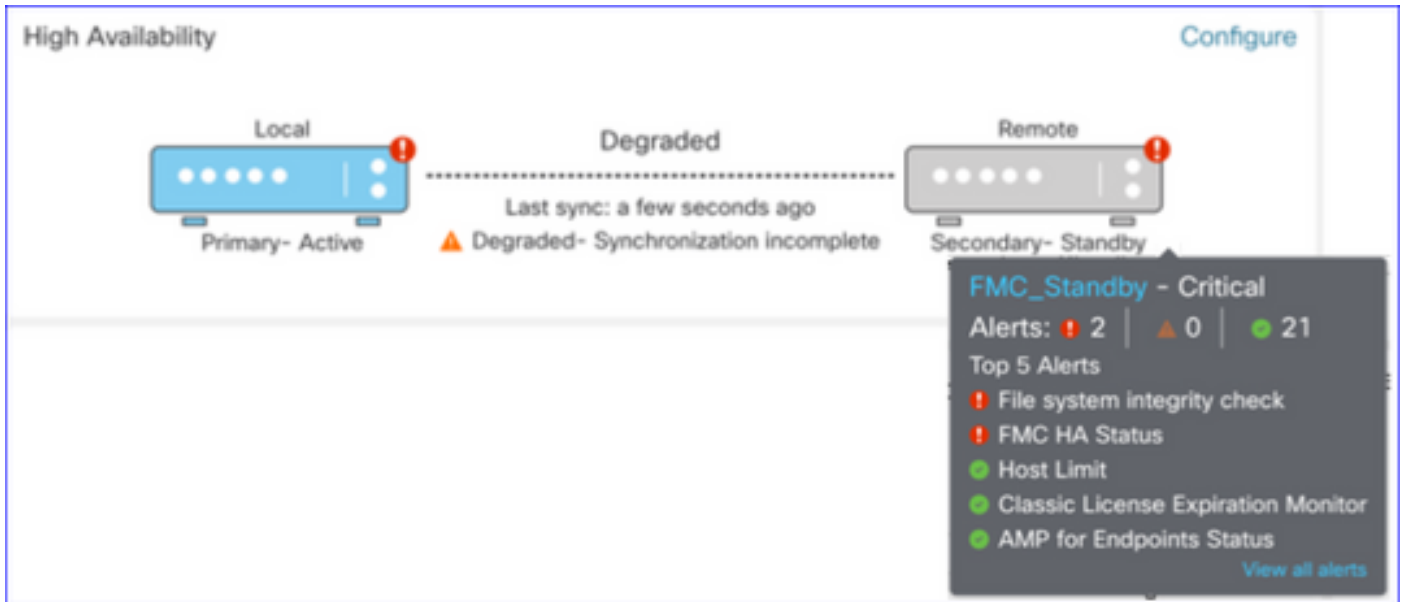 High Availability
Configure
Local
Degraded
Remote
Last sync: a few seconds ago
Primary- Active
Degraded- Synchronization incomplete
Secondary- Standby
FMC_Standby - Critical
Alerts: 2 0 21
Top 5 Alerts
File system integrity check
FMC HA Status
Host Limit
Classic License Expiration Monitor
AMP for Endpoints Status
View all alerts